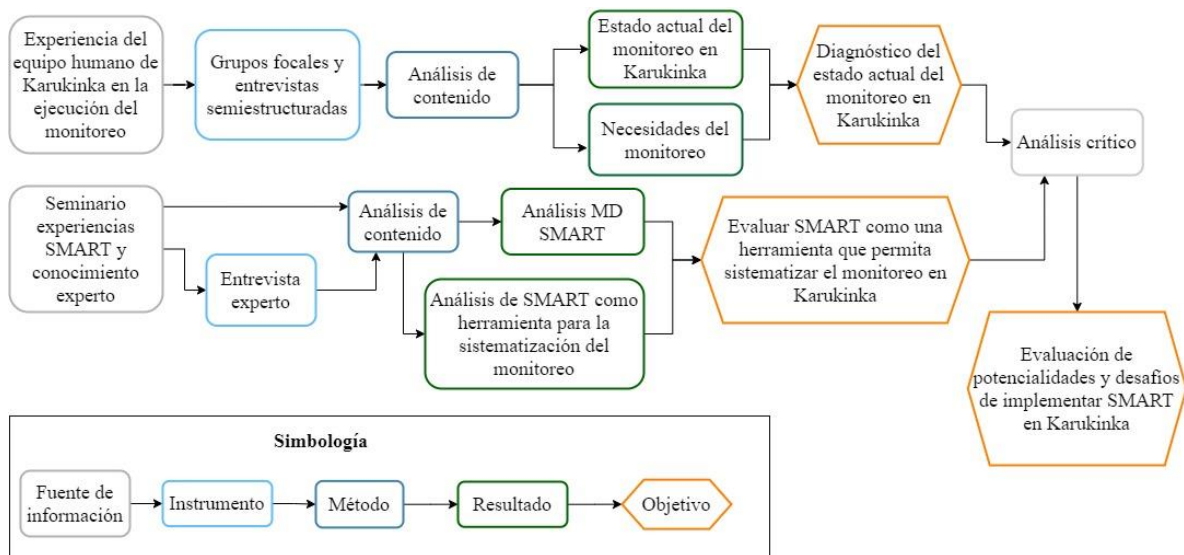 Experiencia del
equipo humano de
Karukinka en la
ejecución del
monitoreo
Grupos focales y
entrevistas
semiestructuradas
Análisis de
contenido
Estado actual del
monitoreo en
Karukinka
Necesidades del
monitoreo
Diagnóstico del
estado actual del
monitoreo en
Karukinka
Análisis crítico
Seminario
experiencias
SMART y
conocimiento
experto
Entrevista
experto
Análisis de
contenido
Análisis MD
SMART
Análisis de SMART como
herramienta para la
sistematización del
monitoreo
Evaluar SMART como una
herramienta que permita
sistematizar el monitoreo en
Karukinka
Evaluación de
potencialidades y desafíos
de implementar SMART
en Karukinka
Simbología
Fuente de
información
Instrumento
Método
Resultado
Objetivo